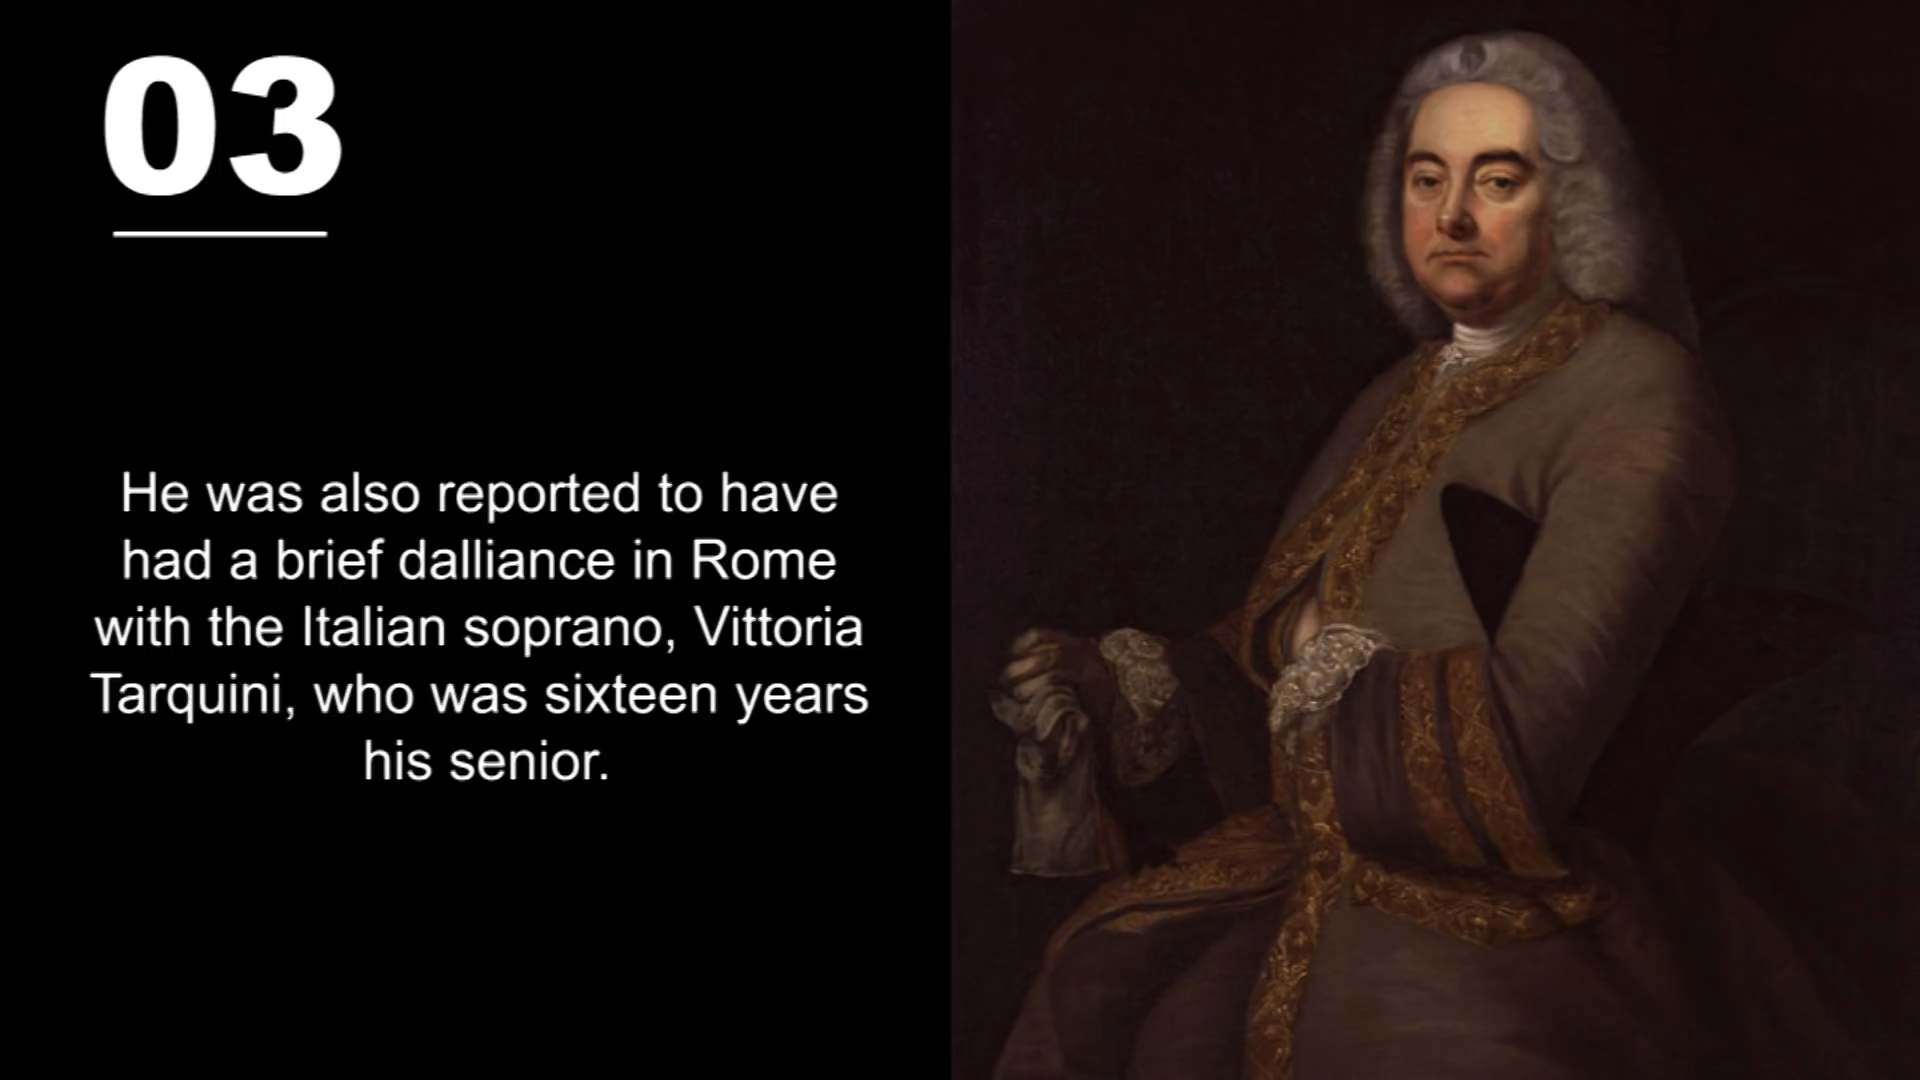 03
He was also reported to have
had a brief dalliance in Rome
with the Italian soprano, Vittoria
Tarquini, who was sixteen years
his senior.